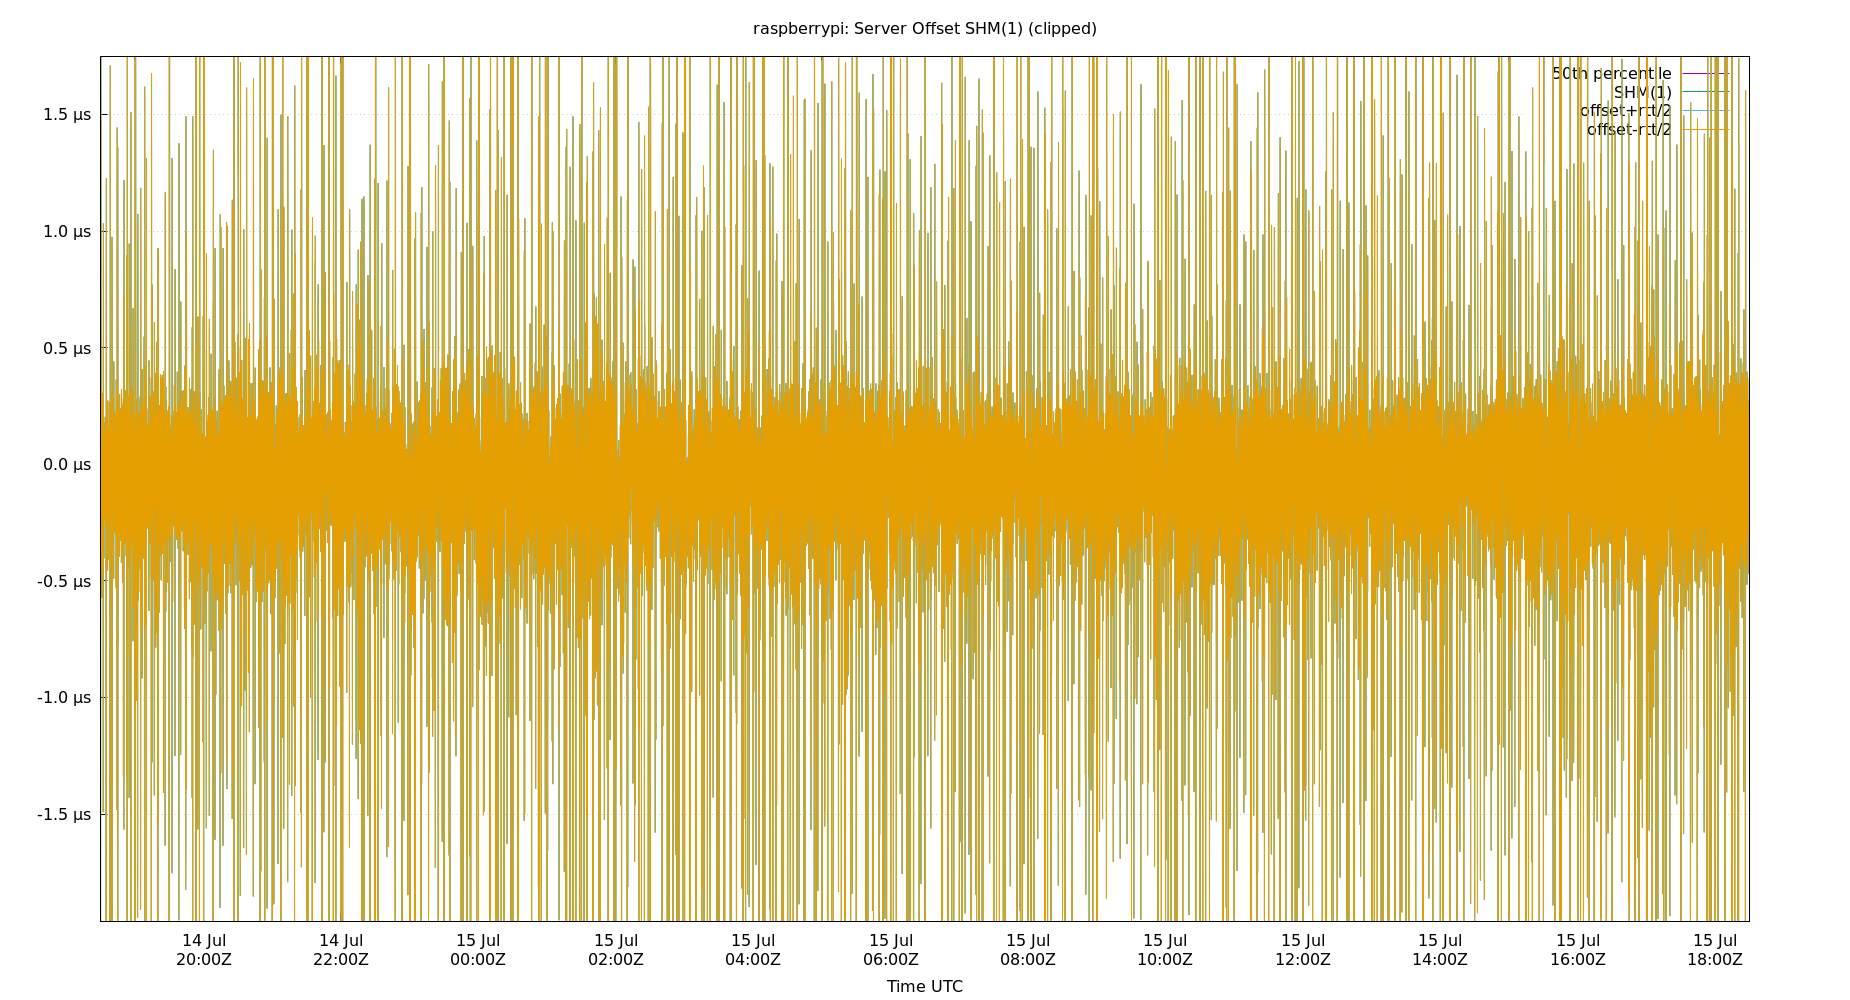 raspberrypi: Server Offset SHM(1) (clipped)
50th percentile
SHM(1)
offset+rtt/2
offset-rtt/2
1.5 µs
1.0 µs
0.5 µs
0.0 µs
-0.5 µs
-1.0 µs
-1.5 µs
14 Jul 14 Jul 15 Jul 15 Jul 15 Jul 15 Jul 15 Jul 15 Jul 15 Jul 15 Jul 15 Jul 15 Jul
20:00Z 22:00Z 00:00Z 02:00Z 04:00Z 06:00Z 08:00Z 10:00Z 12:00Z 14:00Z 16:00Z 18:00Z
Time UTC